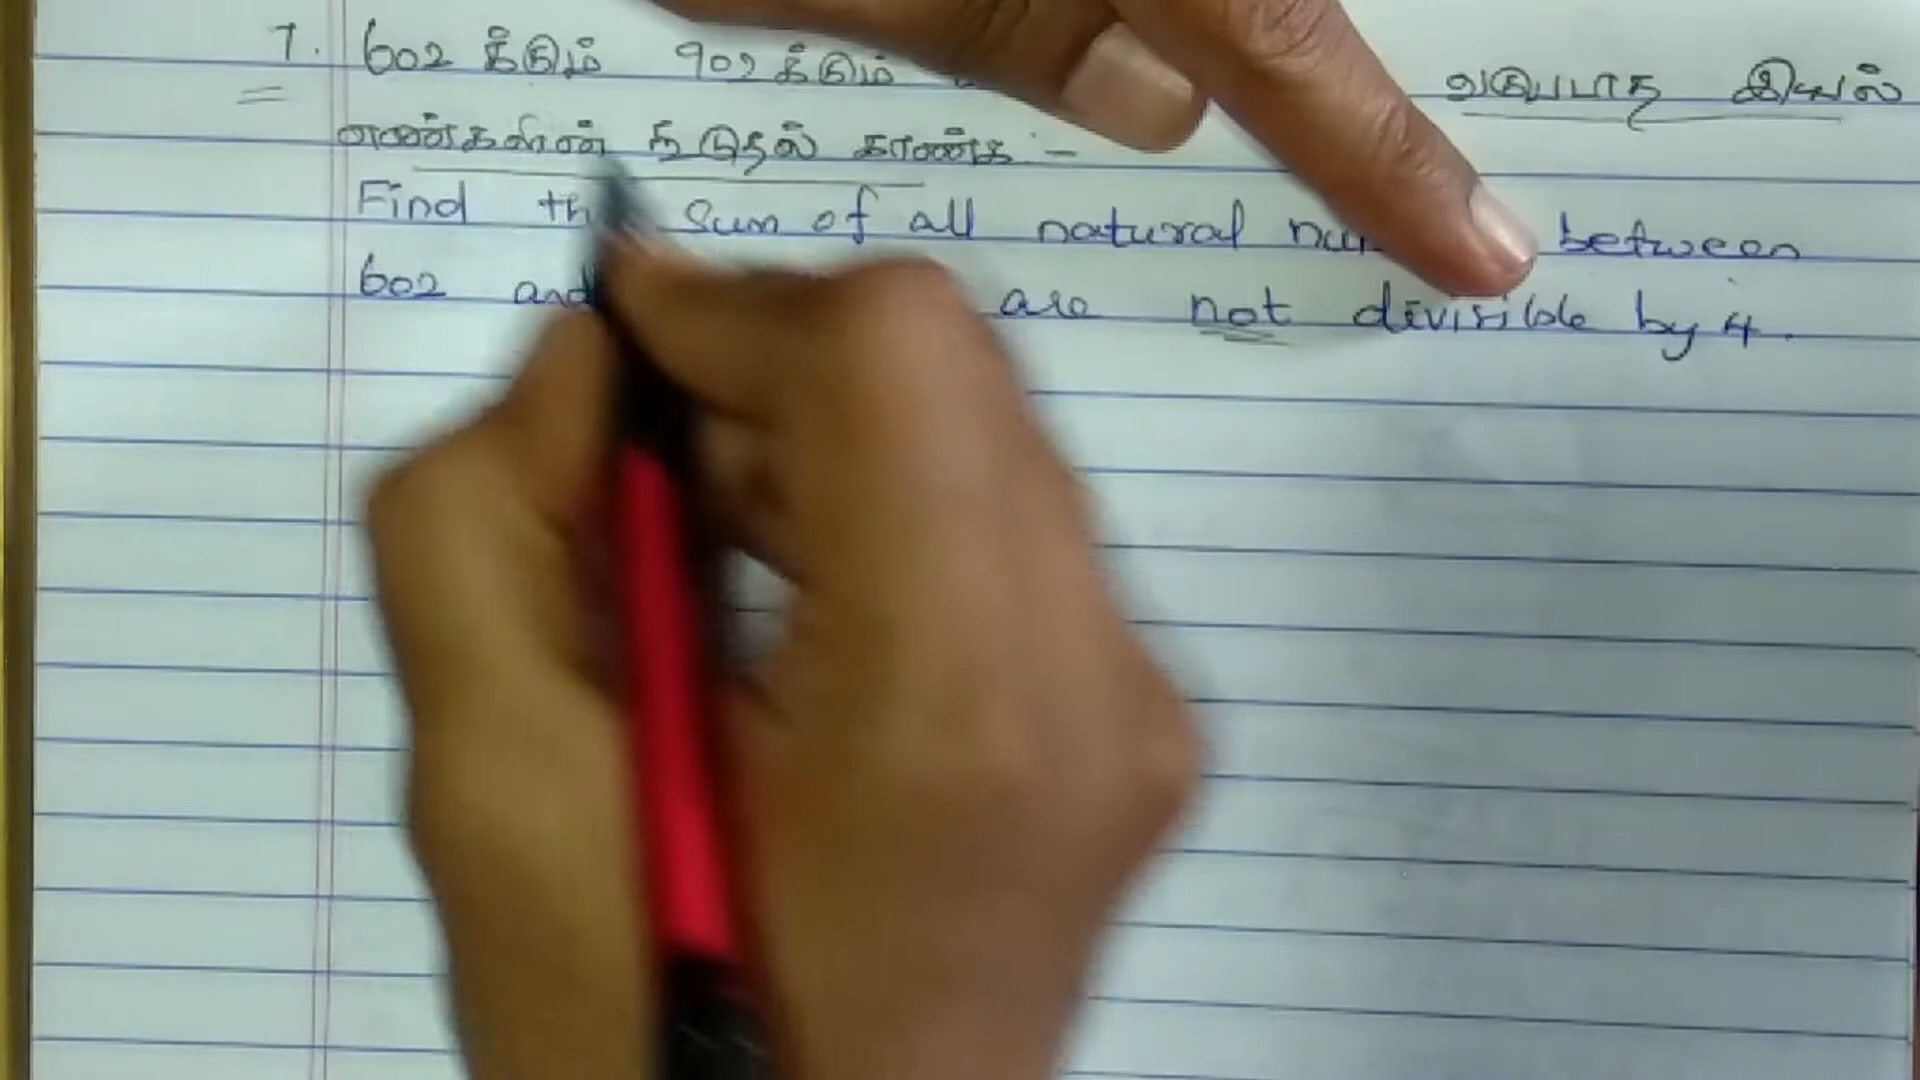 7. 602 க்கும் 902 க்கும் வகுபடாத இயல்
எண்களின் கூடுதல் காண்க :-
Find the Sum of all natural between
602 and are not divisible by 4.